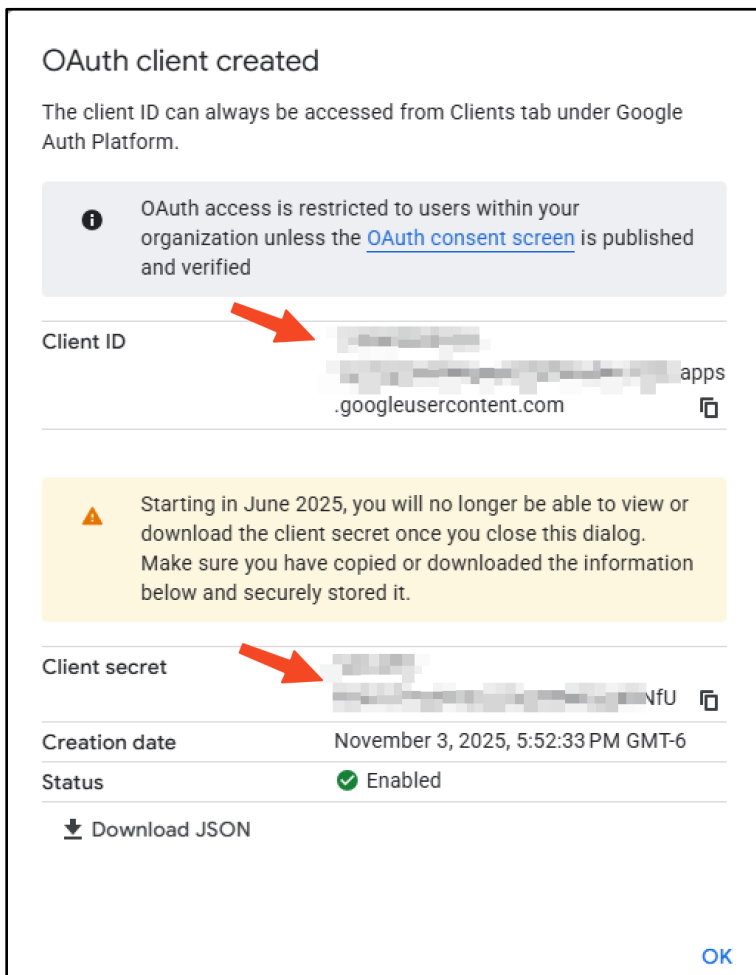 OAuth client created
The client ID can always be accessed from Clients tab under Google
Auth Platform.
OAuth access is restricted to users within your
organization unless the OAuth consent screen is published
and verified
Client ID
apps
.googleusercontent.com
Starting in June 2025, you will no longer be able to view or
download the client secret once you close this dialog.
Make sure you have copied or downloaded the information
below and securely stored it.
Client secret
NfU
Creation date November 3, 2025, 5:52:33 PM GMT-6
Status Enabled
Download JSON
OK